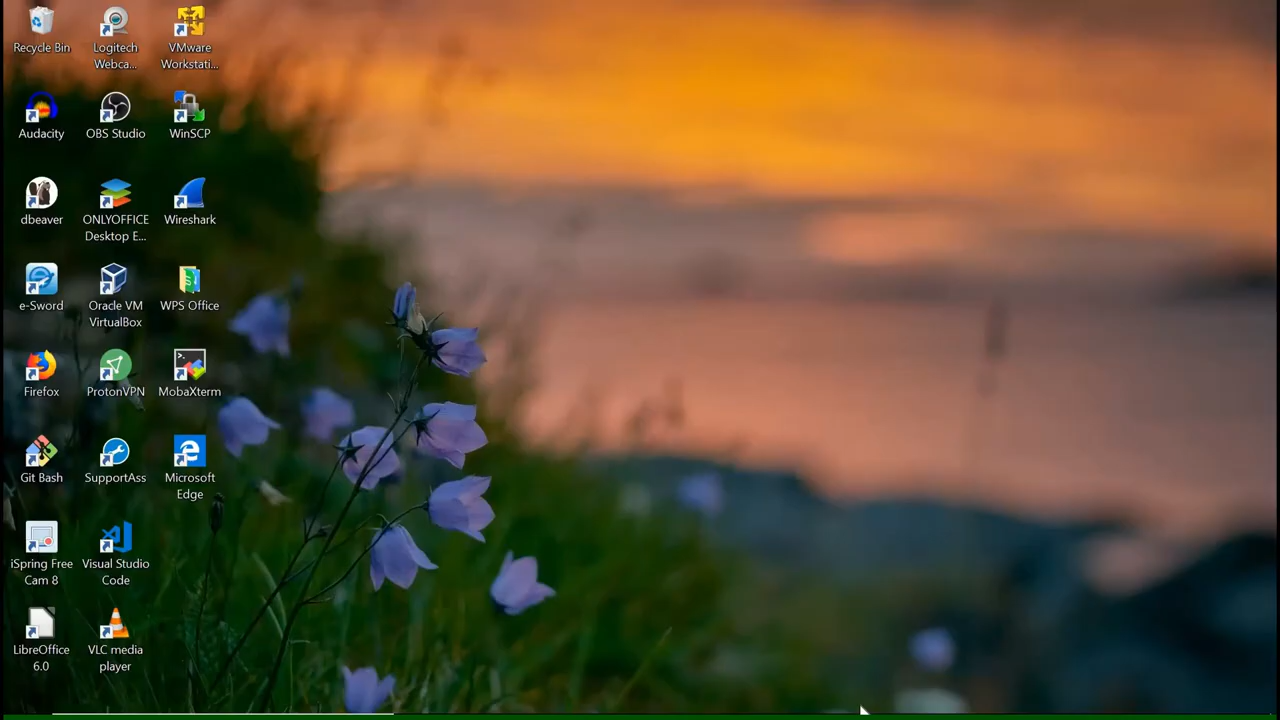 Recycle Bin
Logitech
Webca...
VMware
Workstati...
Audacity
OBS Studio
WinSCP
dbeaver
ONLYOFFICE
Desktop E...
Wireshark
e-Sword
Oracle VM
VirtualBox
WPS Office
Firefox
ProtonVPN
MobaXterm
Git Bash
SupportAss
Microsoft
Edge
iSpring Free
Cam 8
Visual Studio
Code
LibreOffice
6.0
VLC media
player